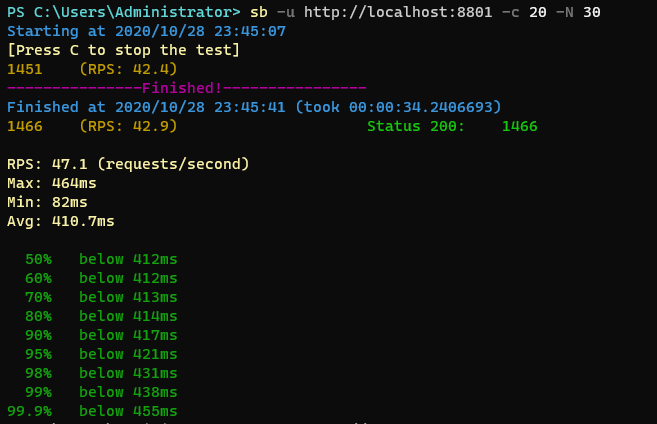 PS C:\Users\Administrator> sb -u http://localhost:8801 -c 20 -N 30
Starting at 2020/10/28 23:45:07
[Press C to stop the test]
1451    (RPS: 42.4)
---------------Finished!----------------
Finished at 2020/10/28 23:45:41 (took 00:00:34.2406693)
1466    (RPS: 42.9)                     Status 200:    1466
RPS: 47.1 (requests/second)
Max: 464ms
Min: 82ms
Avg: 410.7ms
50%   below 412ms
60%   below 412ms
70%   below 413ms
80%   below 414ms
90%   below 417ms
95%   below 421ms
98%   below 431ms
99%   below 438ms
99.9%   below 455ms